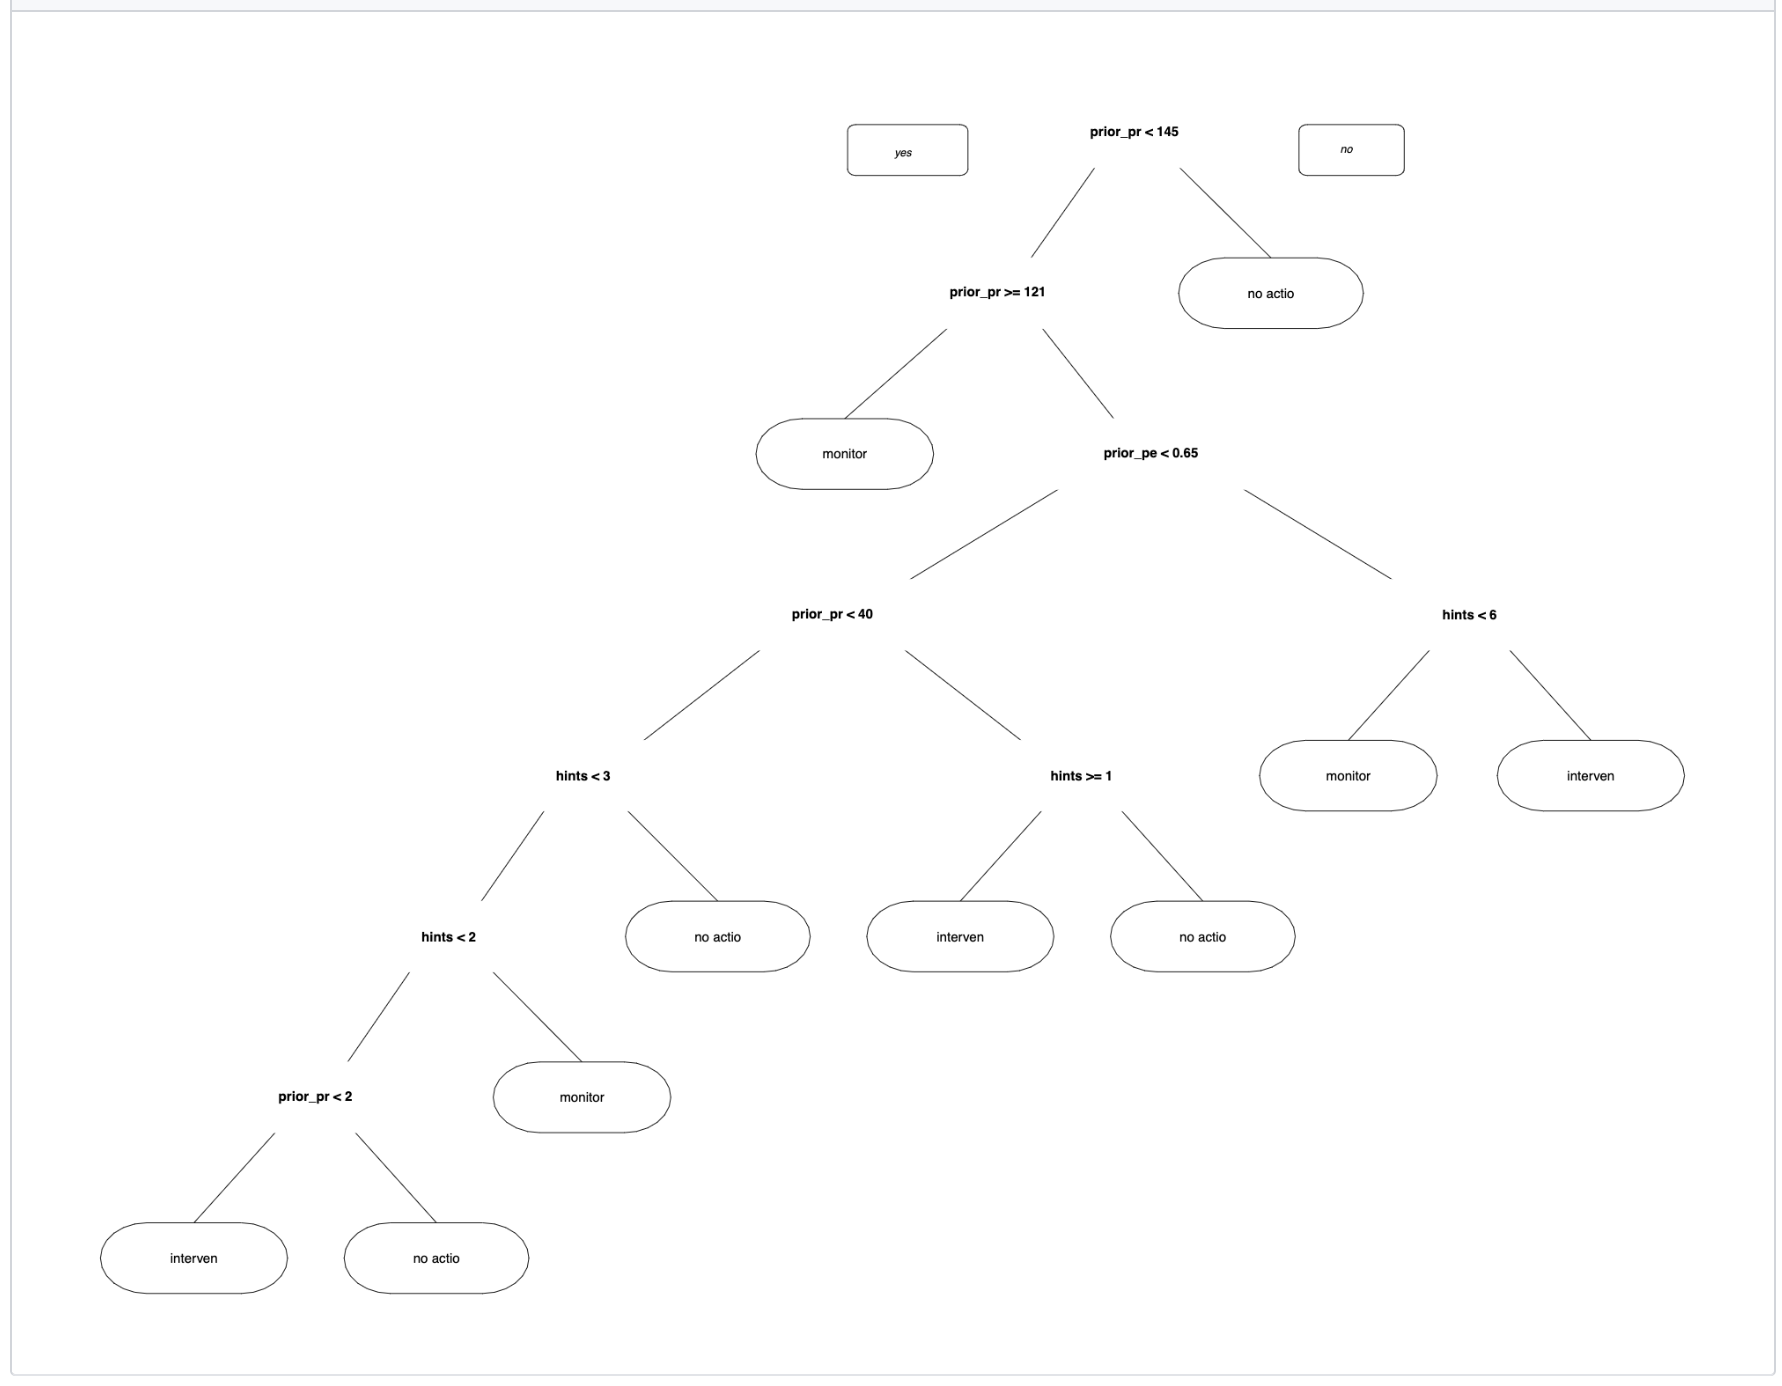 yes
prior_pr < 145
no
prior_pr >= 121
no actio
monitor
prior_pe < 0.65
prior_pr < 40
hints < 6
hints < 3
hints >= 1
monitor
interven
hints < 2
no actio
interven
no actio
prior_pr < 2
monitor
interven
no actio